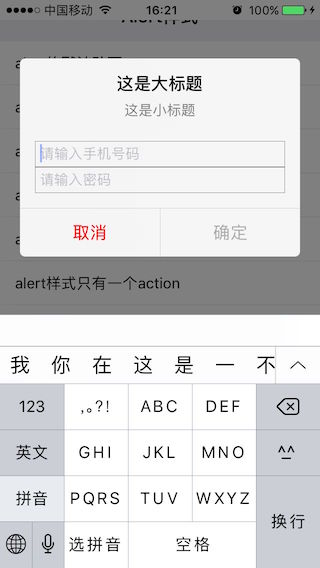 中国移动 16:21 100%
Alert样式
这是大标题
这是小标题
请输入手机号码
请输入密码
取消 确定
alert样式只有一个action
我 你 在 这 是 一 不
123 ,。?! ABC DEF
英文 GHI JKL MNO ^^
拼音 PQRS TUV WXYZ
换行
选拼音 空格